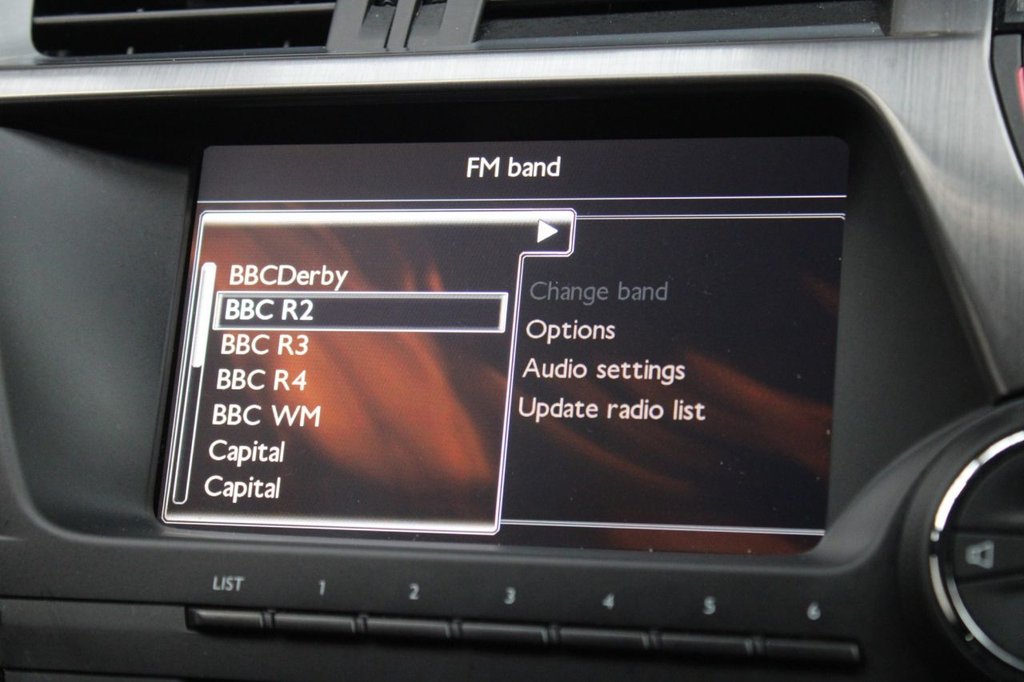 FM band
BBCDerby
BBC R2
BBC R3
BBC R4
BBC WM
Capital
Capital
Change band
Options
Audio settings
Update radio list
LIST 1 2 3 4 5 6